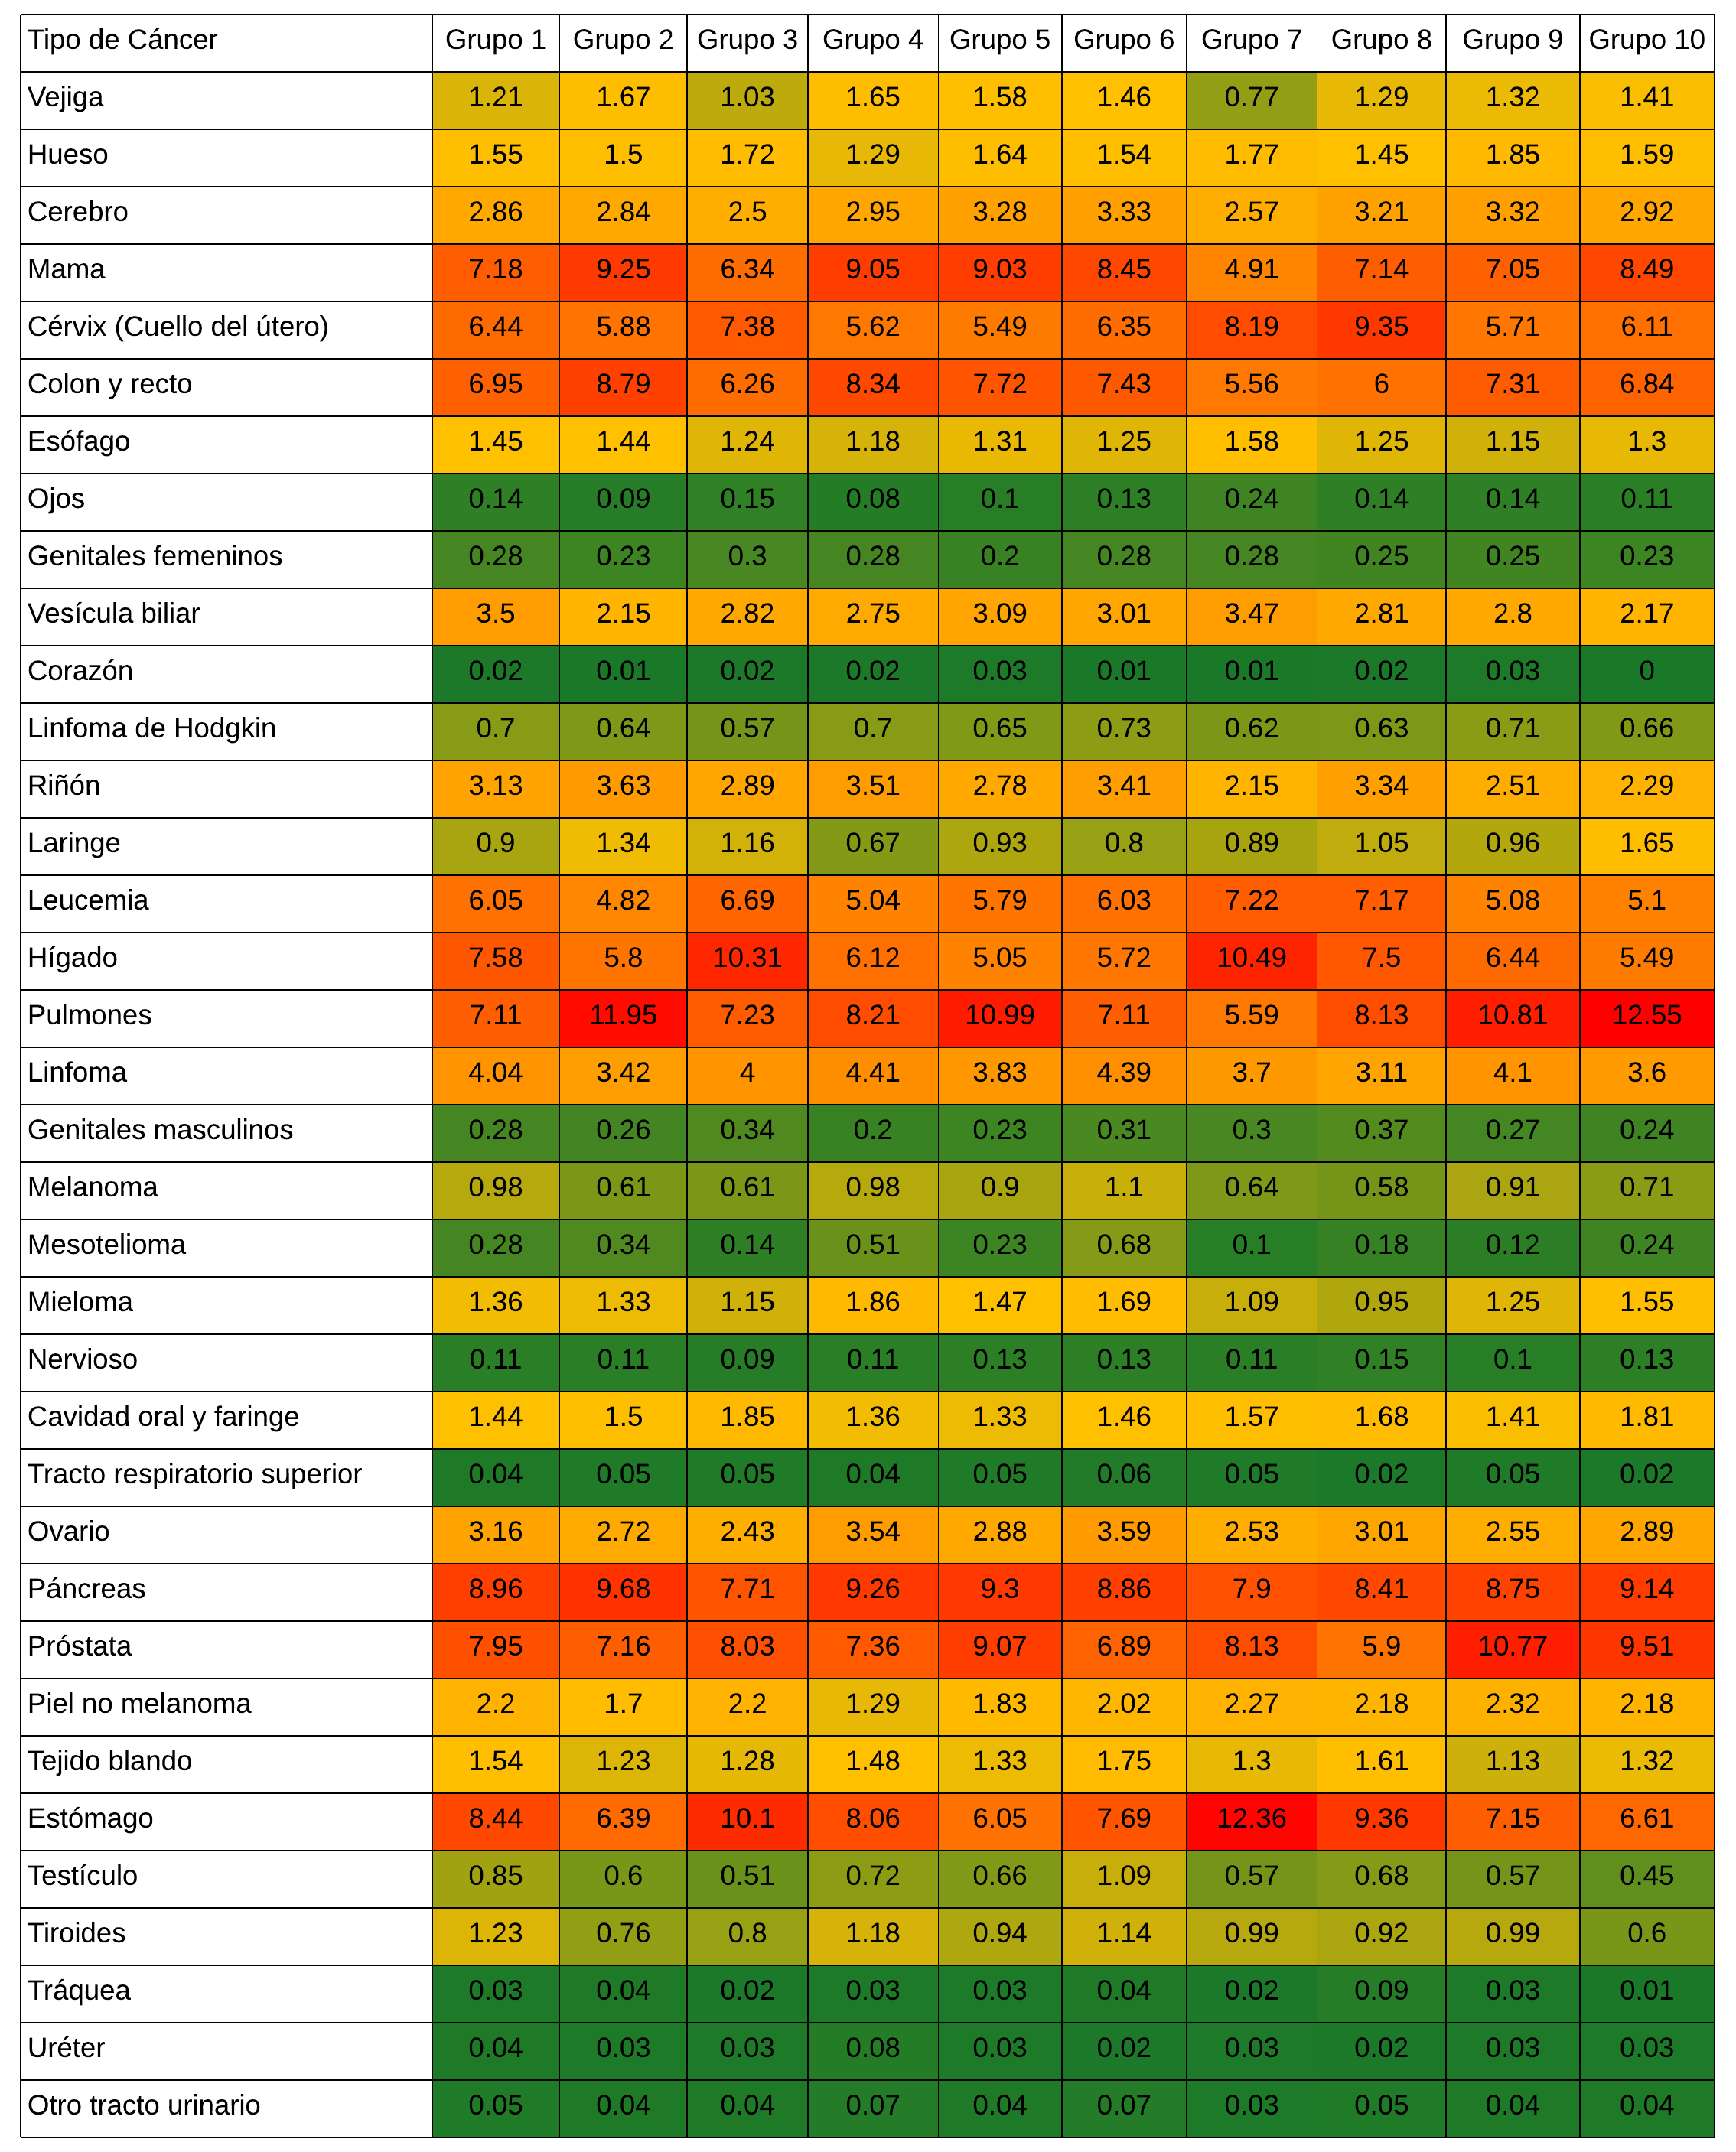 Tipo de Cáncer Grupo 1 Grupo 2 Grupo 3 Grupo 4 Grupo 5 Grupo 6 Grupo 7 Grupo 8 Grupo 9 Grupo 10
Vejiga 1.21 1.67 1.03 1.65 1.58 1.46 0.77 1.29 1.32 1.41
Hueso 1.55 1.5 1.72 1.29 1.64 1.54 1.77 1.45 1.85 1.59
Cerebro 2.86 2.84 2.5 2.95 3.28 3.33 2.57 3.21 3.32 2.92
Mama 7.18 9.25 6.34 9.05 9.03 8.45 4.91 7.14 7.05 8.49
Cérvix (Cuello del útero) 6.44 5.88 7.38 5.62 5.49 6.35 8.19 9.35 5.71 6.11
Colon y recto 6.95 8.79 6.26 8.34 7.72 7.43 5.56 6 7.31 6.84
Esófago 1.45 1.44 1.24 1.18 1.31 1.25 1.58 1.25 1.15 1.3
Ojos 0.14 0.09 0.15 0.08 0.1 0.13 0.24 0.14 0.14 0.11
Genitales femeninos 0.28 0.23 0.3 0.28 0.2 0.28 0.28 0.25 0.25 0.23
Vesícula biliar 3.5 2.15 2.82 2.75 3.09 3.01 3.47 2.81 2.8 2.17
Corazón 0.02 0.01 0.02 0.02 0.03 0.01 0.01 0.02 0.03 0
Linfoma de Hodgkin 0.7 0.64 0.57 0.7 0.65 0.73 0.62 0.63 0.71 0.66
Riñón 3.13 3.63 2.89 3.51 2.78 3.41 2.15 3.34 2.51 2.29
Laringe 0.9 1.34 1.16 0.67 0.93 0.8 0.89 1.05 0.96 1.65
Leucemia 6.05 4.82 6.69 5.04 5.79 6.03 7.22 7.17 5.08 5.1
Hígado 7.58 5.8 10.31 6.12 5.05 5.72 10.49 7.5 6.44 5.49
Pulmones 7.11 11.95 7.23 8.21 10.99 7.11 5.59 8.13 10.81 12.55
Linfoma 4.04 3.42 4 4.41 3.83 4.39 3.7 3.11 4.1 3.6
Genitales masculinos 0.28 0.26 0.34 0.2 0.23 0.31 0.3 0.37 0.27 0.24
Melanoma 0.98 0.61 0.61 0.98 0.9 1.1 0.64 0.58 0.91 0.71
Mesotelioma 0.28 0.34 0.14 0.51 0.23 0.68 0.1 0.18 0.12 0.24
Mieloma 1.36 1.33 1.15 1.86 1.47 1.69 1.09 0.95 1.25 1.55
Nervioso 0.11 0.11 0.09 0.11 0.13 0.13 0.11 0.15 0.1 0.13
Cavidad oral y faringe 1.44 1.5 1.85 1.36 1.33 1.46 1.57 1.68 1.41 1.81
Tracto respiratorio superior 0.04 0.05 0.05 0.04 0.05 0.06 0.05 0.02 0.05 0.02
Ovario 3.16 2.72 2.43 3.54 2.88 3.59 2.53 3.01 2.55 2.89
Páncreas 8.96 9.68 7.71 9.26 9.3 8.86 7.9 8.41 8.75 9.14
Próstata 7.95 7.16 8.03 7.36 9.07 6.89 8.13 5.9 10.77 9.51
Piel no melanoma 2.2 1.7 2.2 1.29 1.83 2.02 2.27 2.18 2.32 2.18
Tejido blando 1.54 1.23 1.28 1.48 1.33 1.75 1.3 1.61 1.13 1.32
Estómago 8.44 6.39 10.1 8.06 6.05 7.69 12.36 9.36 7.15 6.61
Testículo 0.85 0.6 0.51 0.72 0.66 1.09 0.57 0.68 0.57 0.45
Tiroides 1.23 0.76 0.8 1.18 0.94 1.14 0.99 0.92 0.99 0.6
Tráquea 0.03 0.04 0.02 0.03 0.03 0.04 0.02 0.09 0.03 0.01
Uréter 0.04 0.03 0.03 0.08 0.03 0.02 0.03 0.02 0.03 0.03
Otro tracto urinario 0.05 0.04 0.04 0.07 0.04 0.07 0.03 0.05 0.04 0.04